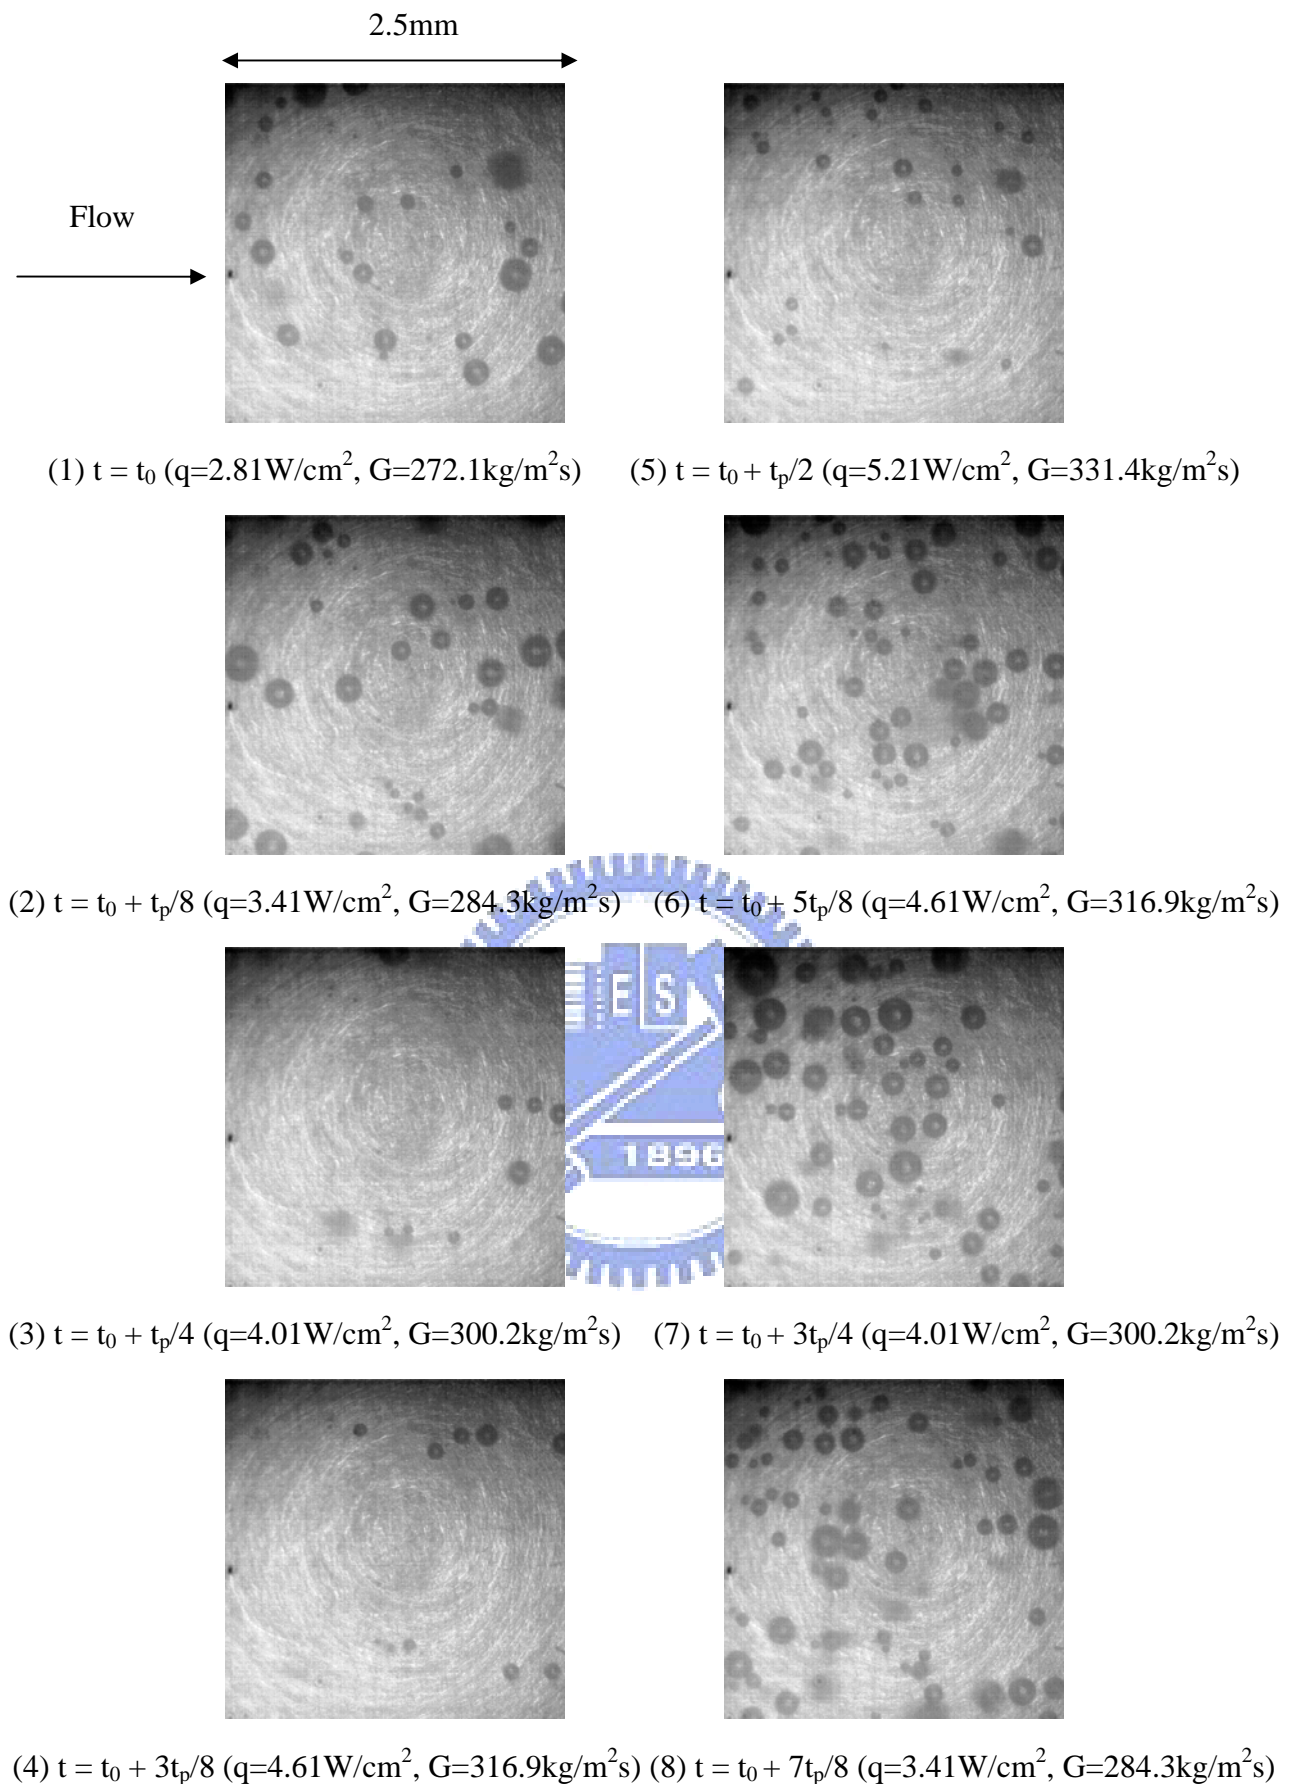 2.5mm
Flow
(1) t = t₀ (q=2.81W/cm², G=272.1kg/m²s) (5) t = t₀ + tₚ/2 (q=5.21W/cm², G=331.4kg/m²s)
(2) t = t₀ + tₚ/8 (q=3.41W/cm², G=284.3kg/m²s) (6) t = t₀ + 5tₚ/8 (q=4.61W/cm², G=316.9kg/m²s)
ES
1896
(3) t = t₀ + tₚ/4 (q=4.01W/cm², G=300.2kg/m²s) (7) t = t₀ + 3tₚ/4 (q=4.01W/cm², G=300.2kg/m²s)
(4) t = t₀ + 3tₚ/8 (q=4.61W/cm², G=316.9kg/m²s) (8) t = t₀ + 7tₚ/8 (q=3.41W/cm², G=284.3kg/m²s)